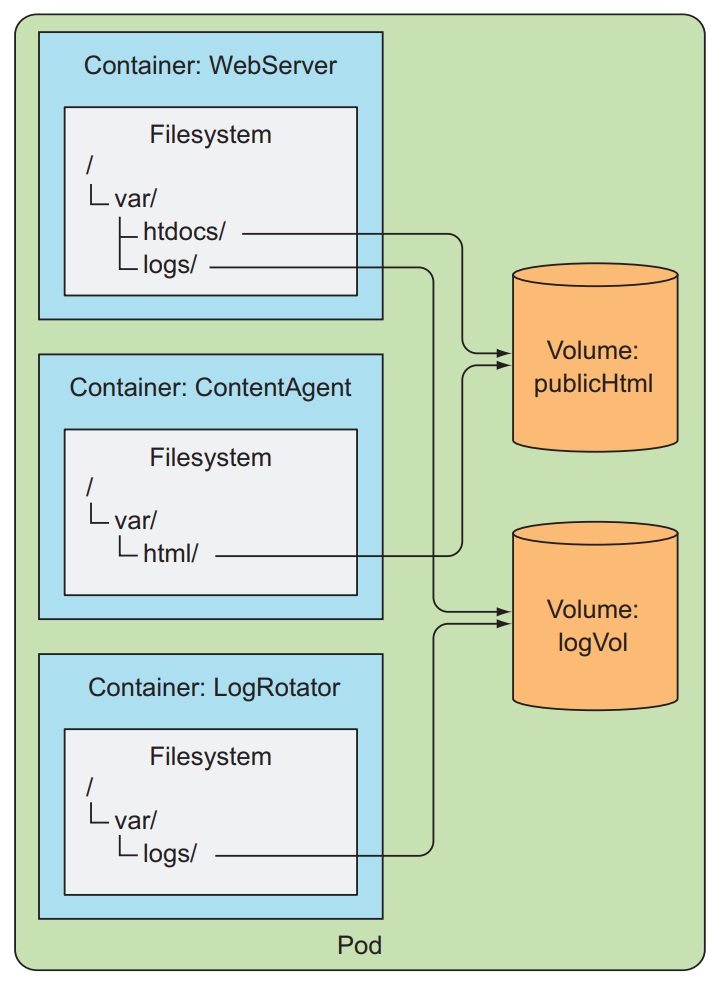 Container: WebServer
Filesystem
/
var/
htdocs/
logs/
Container: ContentAgent
Filesystem
/
var/
html/
Container: LogRotator
Filesystem
/
var/
logs/
Volume:
publicHtml
Volume:
logVol
Pod